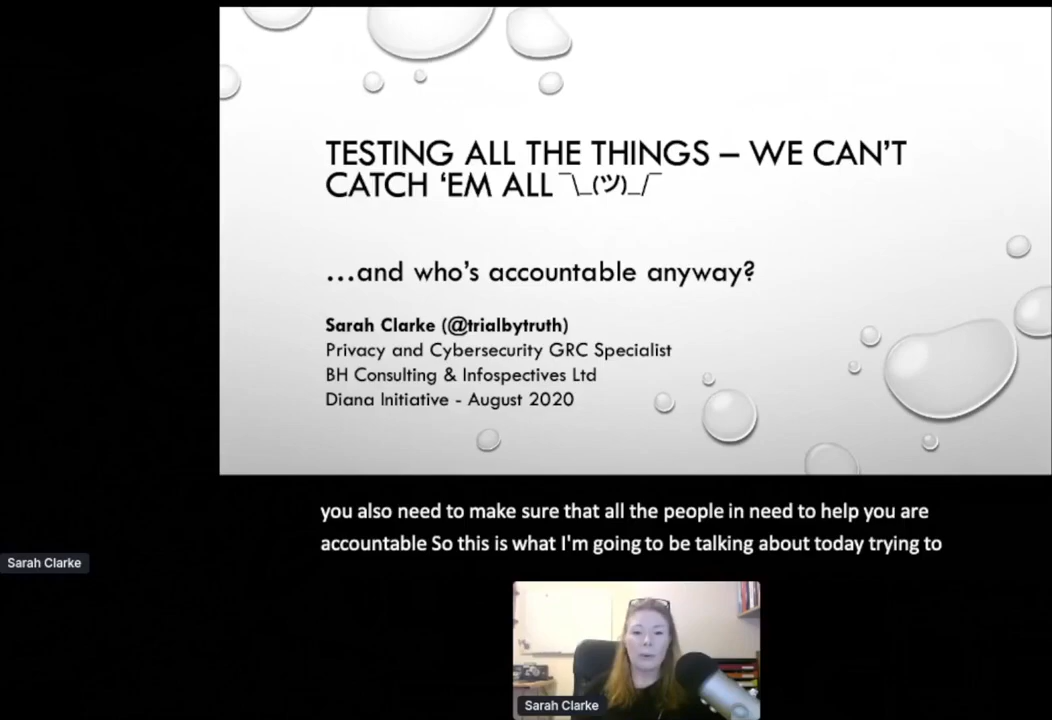 TESTING ALL THE THINGS – WE CAN'T
CATCH 'EM ALL ¯\_(ツ)_/¯
...and who's accountable anyway?
Sarah Clarke (@trialbytruth)
Privacy and Cybersecurity GRC Specialist
BH Consulting & Infospectives Ltd
Diana Initiative - August 2020
you also need to make sure that all the people in need to help you are
accountable So this is what I'm going to be talking about today trying to
Sarah Clarke
Sarah Clarke